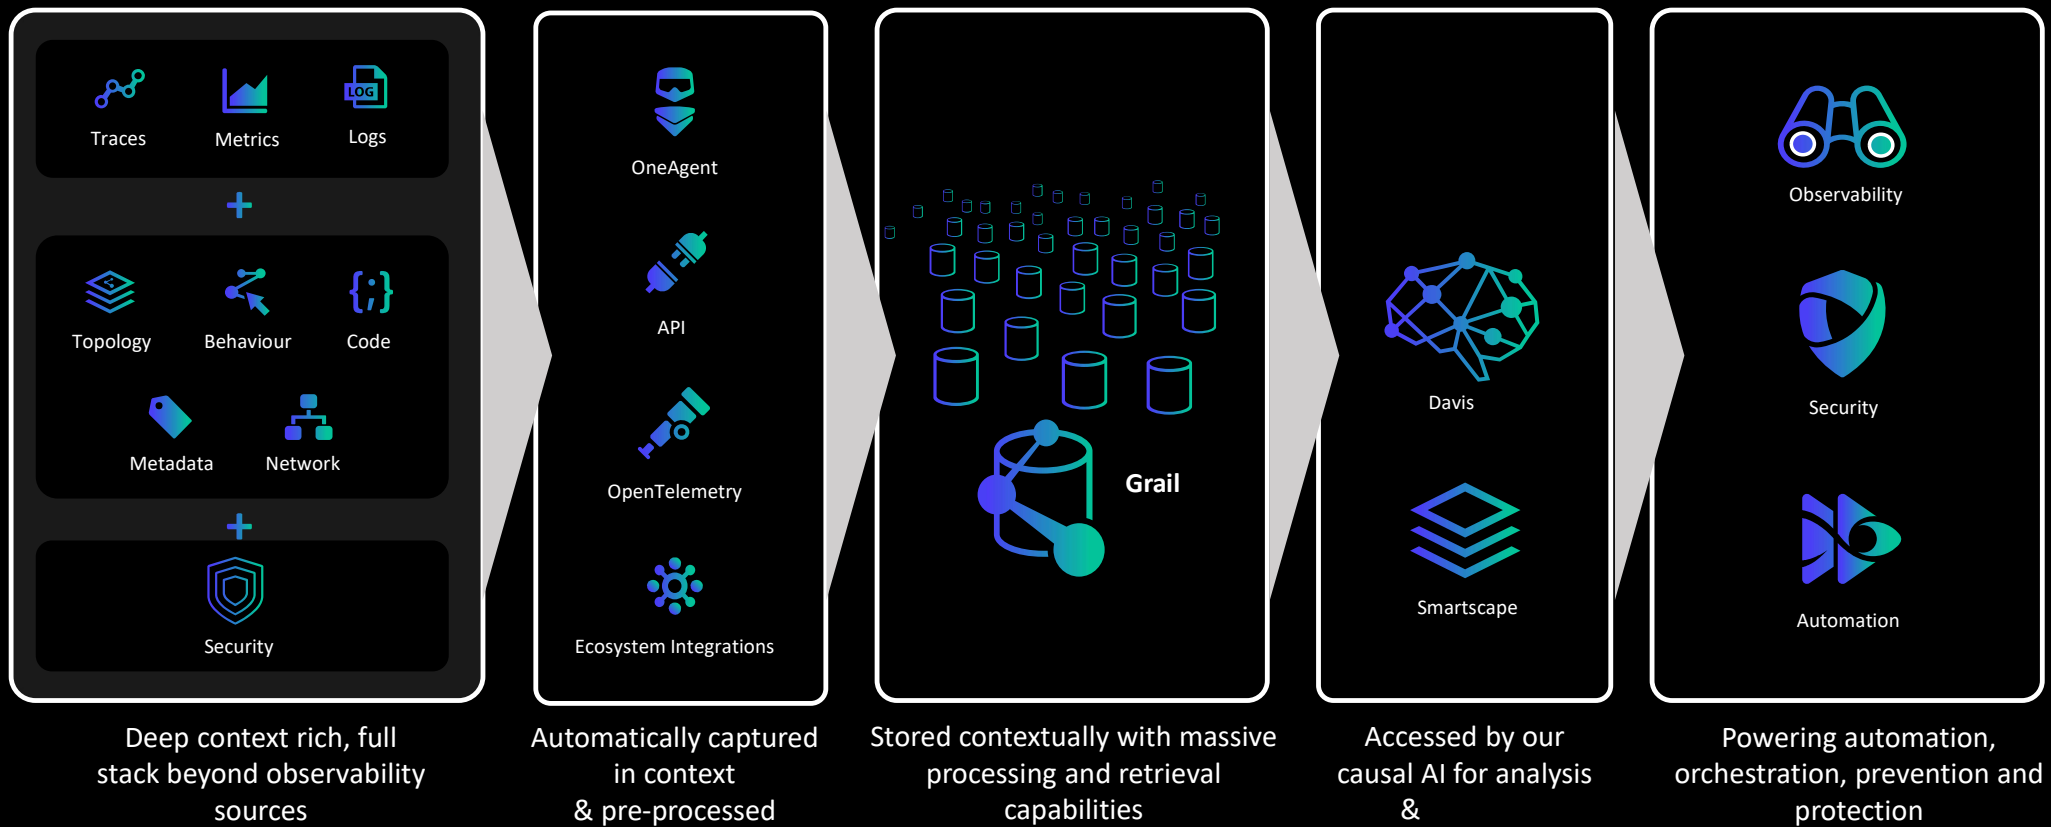 Traces
Metrics
LOG
Logs
Topology
Behaviour
Code
Metadata
Network
Security
Deep context rich, full
stack beyond observability
sources
OneAgent
API
OpenTelemetry
Ecosystem Integrations
Automatically captured
in context
& pre-processed
Grail
Stored contextually with massive
processing and retrieval
capabilities
Davis
Smartscape
Accessed by our
causal AI for analysis
&
Observability
Security
Automation
Powering automation,
orchestration, prevention and
protection